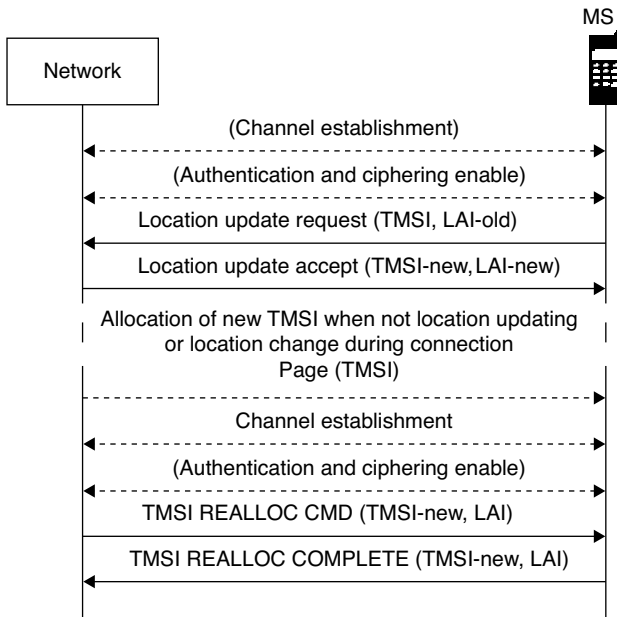 MS
Network
(Channel establishment)
(Authentication and ciphering enable)
Location update request (TMSI, LAI-old)
Location update accept (TMSI-new, LAI-new)
Allocation of new TMSI when not location updating
or location change during connection
Page (TMSI)
Channel establishment
(Authentication and ciphering enable)
TMSI REALLOC CMD (TMSI-new, LAI)
TMSI REALLOC COMPLETE (TMSI-new, LAI)